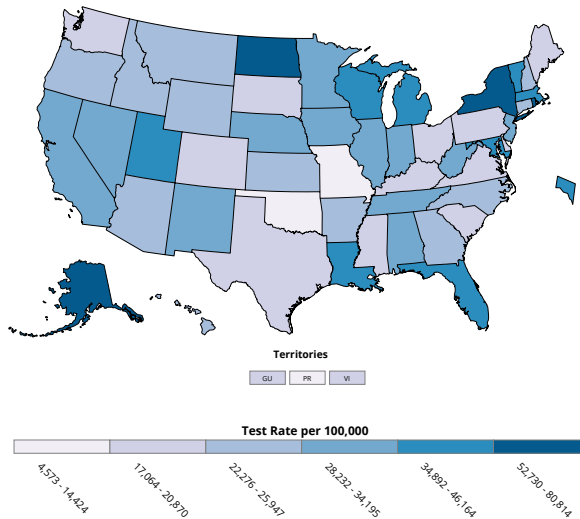 Territories
GU PR VI
Test Rate per 100,000
4,573 - 14,424
17,064 - 20,870
22,276 - 25,947
28,232 - 34,195
34,892 - 46,164
52,730 - 80,814